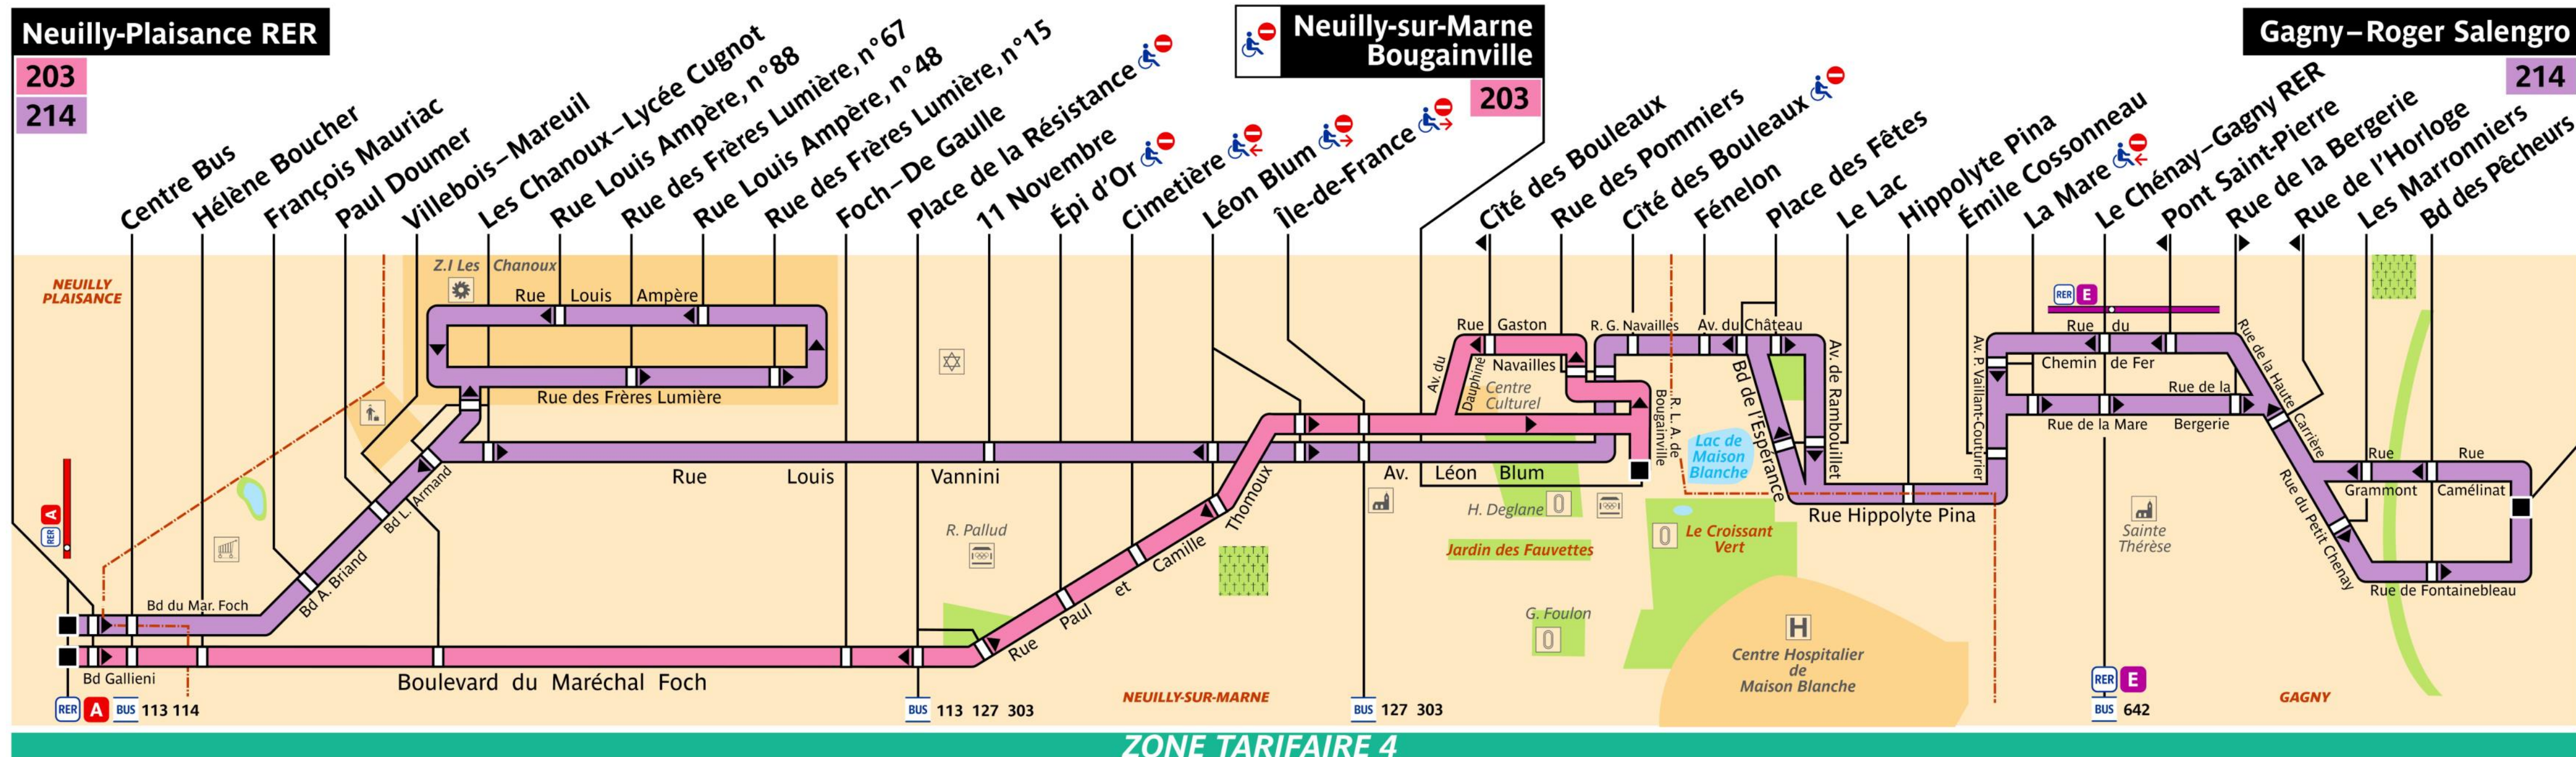 Neuilly-Plaisance RER
203
214
Neuilly-sur-Marne
Bougainville
203
Gagny–Roger Salengro
214
Centre Bus
Hélène Boucher
François Mauriac
Paul Doumer
Villebois–Mareuil
Les Chanoux–Lycée Cugnot
Rue Louis Ampère, n°88
Rue des Frères Lumière, n°67
Rue Louis Ampère, n°48
Rue des Frères Lumière, n°15
Foch–De Gaulle
Place de la Résistance
11 Novembre
Épi d'Or
Cimetière
Léon Blum
Île-de-France
Cîté des Bouleaux
Rue des Pommiers
Cîté des Bouleaux
Fénelon
Place des Fêtes
Le Lac
Hippolyte Pina
Émile Cossonneau
La Mare
Le Chénay–Gagny RER
Pont Saint-Pierre
Rue de la Bergerie
Rue de l'Horloge
Les Marronniers
Bd des Pêcheurs
NEUILLY
PLAISANCE
Z.I Les Chanoux
Rue Louis Ampère
Rue des Frères Lumière
Rue Louis Vannini
Av. Léon Blum
Bd L. Armand
Bd A. Briand
Bd du Mar. Foch
Bd Gallieni
Boulevard du Maréchal Foch
Rue Paul et Camille Thomoux
R. Pallud
RER A
RER A BUS 113 114
BUS 113 127 303
NEUILLY-SUR-MARNE
BUS 127 303
Rue Gaston
Navailles
Av. du
Dauphiné
Centre
Culturel
Bougainville
R. L. A. de
R. G. Navailles
Av. du Château
Bd de l'Espérance
Av. de Rambouillet
Lac de
Maison
Blanche
H. Deglane
Jardin des Fauvettes
Le Croissant
Vert
G. Foulon
H
Centre Hospitalier
de
Maison Blanche
Rue Hippolyte Pina
Av. P. Vaillant-Couturier
RER E
Rue du
Chemin de Fer
Rue de la
Rue de la Mare Bergerie
Rue de la Haute Carrière
Rue du Petit Chenay
Rue Rue
Grammont Camélinat
Rue de Fontainebleau
Sainte
Thérèse
RER E
BUS 642
GAGNY
ZONE TARIFAIRE 4